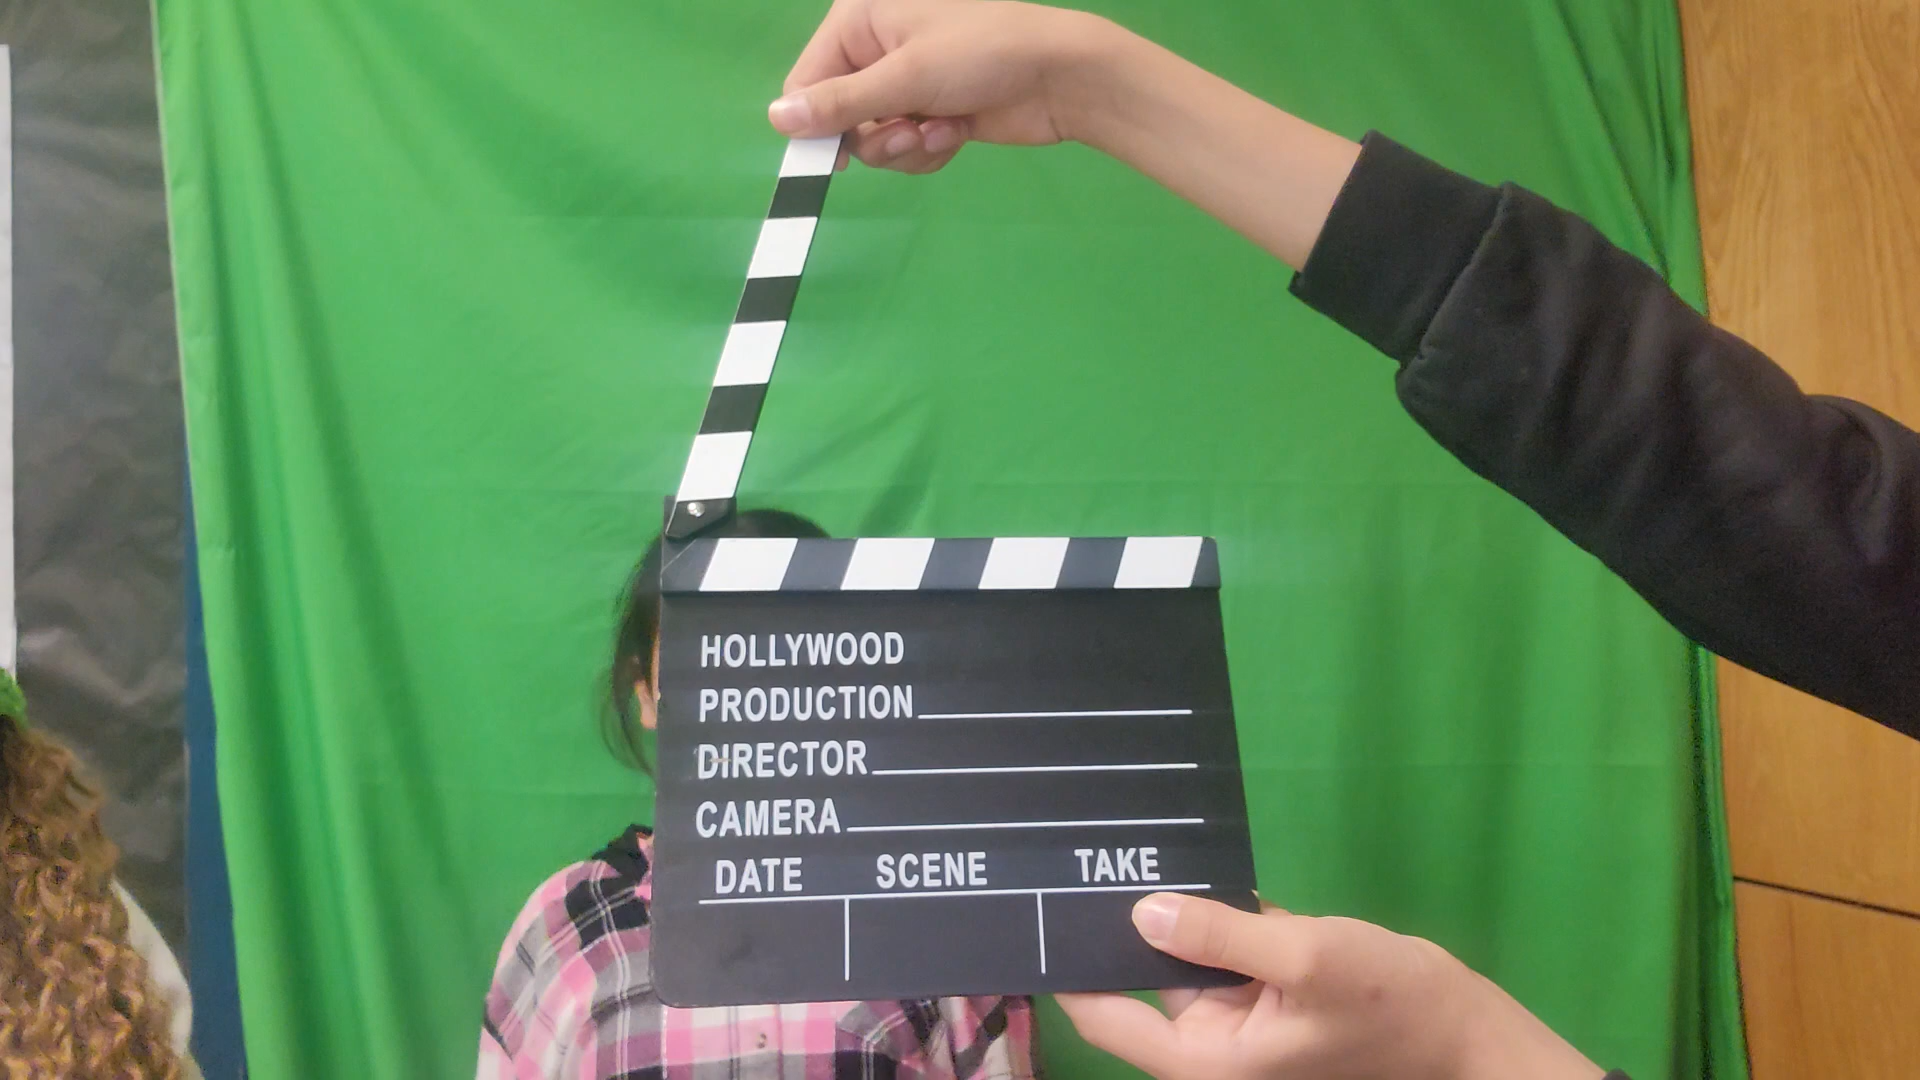 HOLLYWOOD
PRODUCTION
DIRECTOR
CAMERA
DATE SCENE TAKE